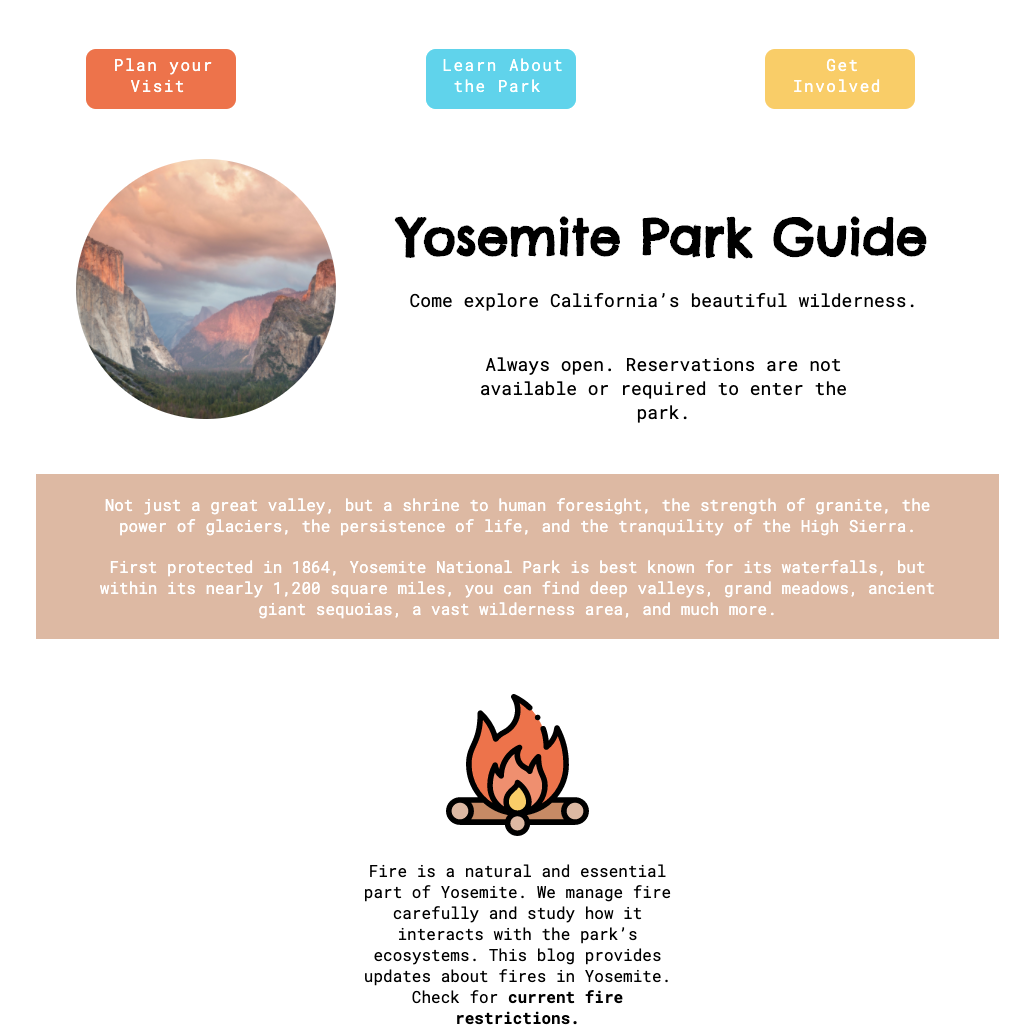 Plan your
Visit
Learn About
the Park
Get
Involved
Yosemite Park Guide
Come explore California’s beautiful wilderness.
Always open. Reservations are not
available or required to enter the
park.
Not just a great valley, but a shrine to human foresight, the strength of granite, the
power of glaciers, the persistence of life, and the tranquility of the High Sierra.
First protected in 1864, Yosemite National Park is best known for its waterfalls, but
within its nearly 1,200 square miles, you can find deep valleys, grand meadows, ancient
giant sequoias, a vast wilderness area, and much more.
Fire is a natural and essential
part of Yosemite. We manage fire
carefully and study how it
interacts with the park’s
ecosystems. This blog provides
updates about fires in Yosemite.
Check for current fire
restrictions.